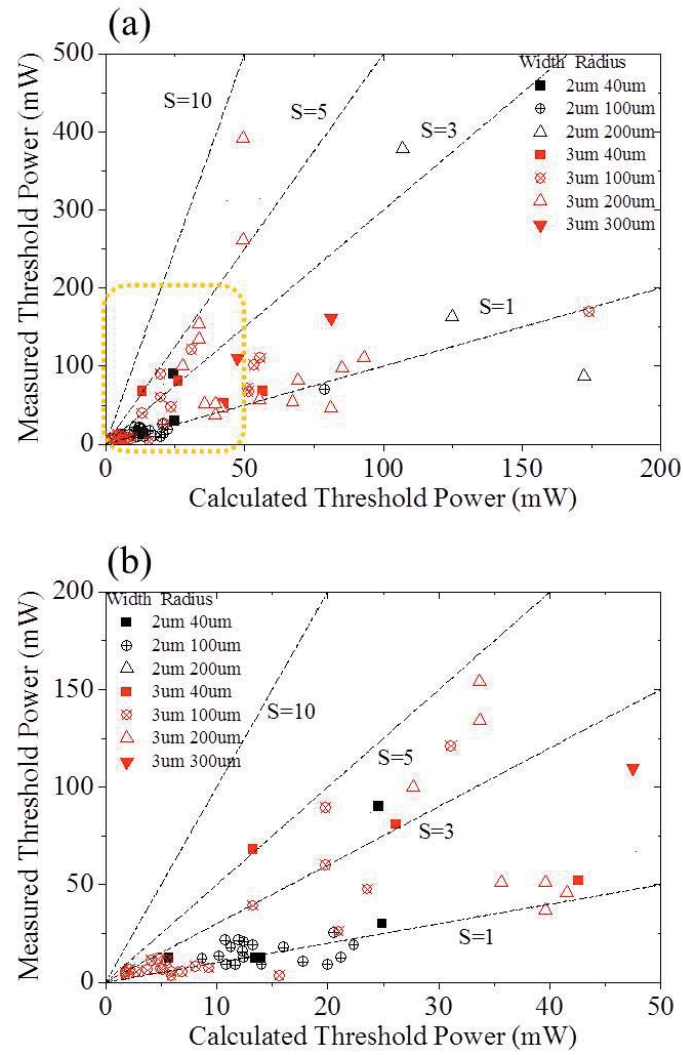 (a)
500
400
300
200
100
0
Measured Threshold Power (mW)
S=10
S=5
S=3
S=1
Width Radius
2um 40um
2um 100um
2um 200um
3um 40um
3um 100um
3um 200um
3um 300um
0 50 100 150 200
Calculated Threshold Power (mW)
(b)
200
150
100
50
0
Measured Threshold Power (mW)
Width Radius
2um 40um
2um 100um
2um 200um
3um 40um
3um 100um
3um 200um
3um 300um
S=10
S=5
S=3
S=1
0 10 20 30 40 50
Calculated Threshold Power (mW)